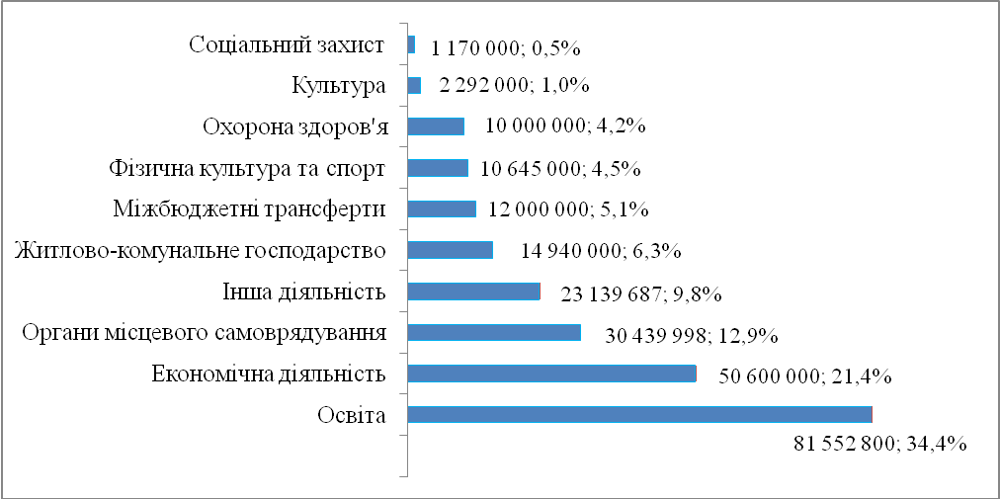 Соціальний захист 1 170 000; 0,5%
Культура 2 292 000; 1,0%
Охорона здоров'я 10 000 000; 4,2%
Фізична культура та спорт 10 645 000; 4,5%
Міжбюджетні трансферти 12 000 000; 5,1%
Житлово-комунальне господарство 14 940 000; 6,3%
Інша діяльність 23 139 687; 9,8%
Органи місцевого самоврядування 30 439 998; 12,9%
Економічна діяльність 50 600 000; 21,4%
Освіта
81 552 800; 34,4%